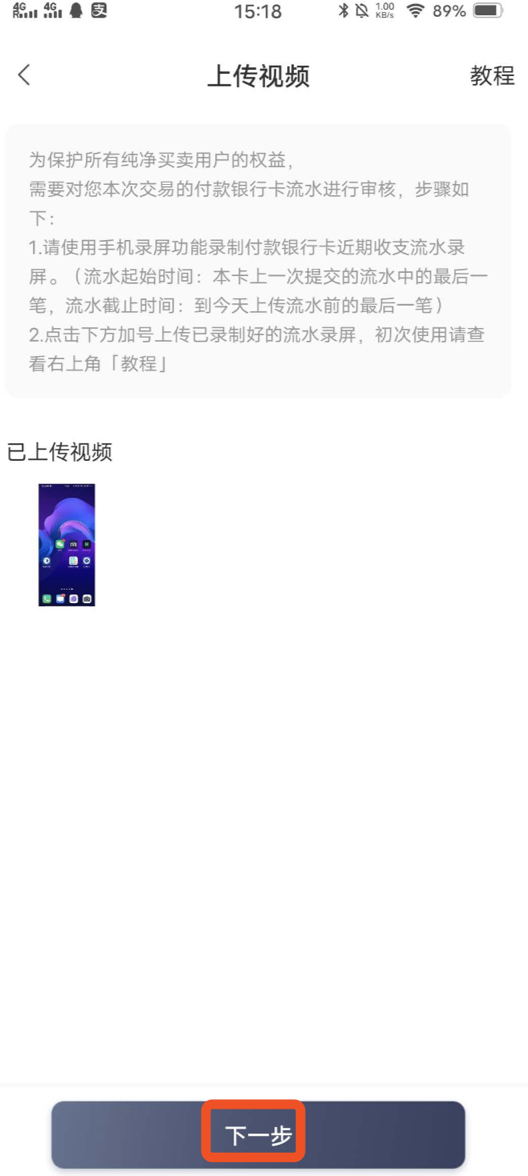 4G
R
4G
支
15:18
1.00
KB/s
89%
上传视频
教程
为保护所有纯净买卖用户的权益，
需要对您本次交易的付款银行卡流水进行审核，步骤如
下：
1.请使用手机录屏功能录制付款银行卡近期收支流水录
屏。（流水起始时间：本卡上一次提交的流水中的最后一
笔，流水截止时间：到今天上传流水前的最后一笔）
2.点击下方加号上传已录制好的流水录屏，初次使用请查
看右上角「教程」
已上传视频
下一步